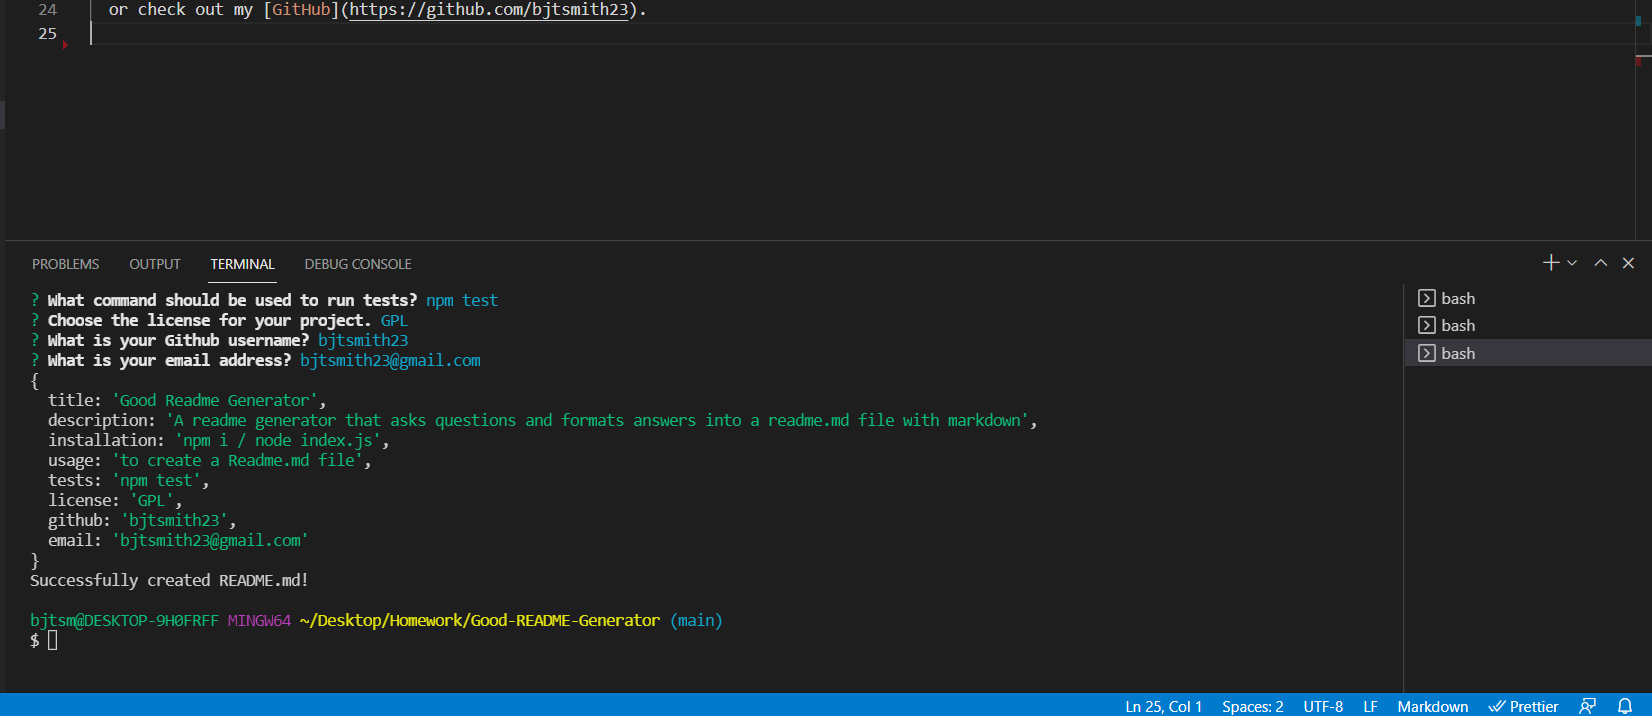 24 or check out my [GitHub](https://github.com/bjtsmith23).
25
PROBLEMS OUTPUT TERMINAL DEBUG CONSOLE
? What command should be used to run tests? npm test
? Choose the license for your project. GPL
? What is your Github username? bjtsmith23
? What is your email address? bjtsmith23@gmail.com
{
title: 'Good Readme Generator',
description: 'A readme generator that asks questions and formats answers into a readme.md file with markdown',
installation: 'npm i / node index.js',
usage: 'to create a Readme.md file',
tests: 'npm test',
license: 'GPL',
github: 'bjtsmith23',
email: 'bjtsmith23@gmail.com'
}
Successfully created README.md!
bjtsm@DESKTOP-9H0FRFF MINGW64 ~/Desktop/Homework/Good-README-Generator (main)
$
bash
bash
bash
Ln 25, Col 1 Spaces: 2 UTF-8 LF Markdown Prettier